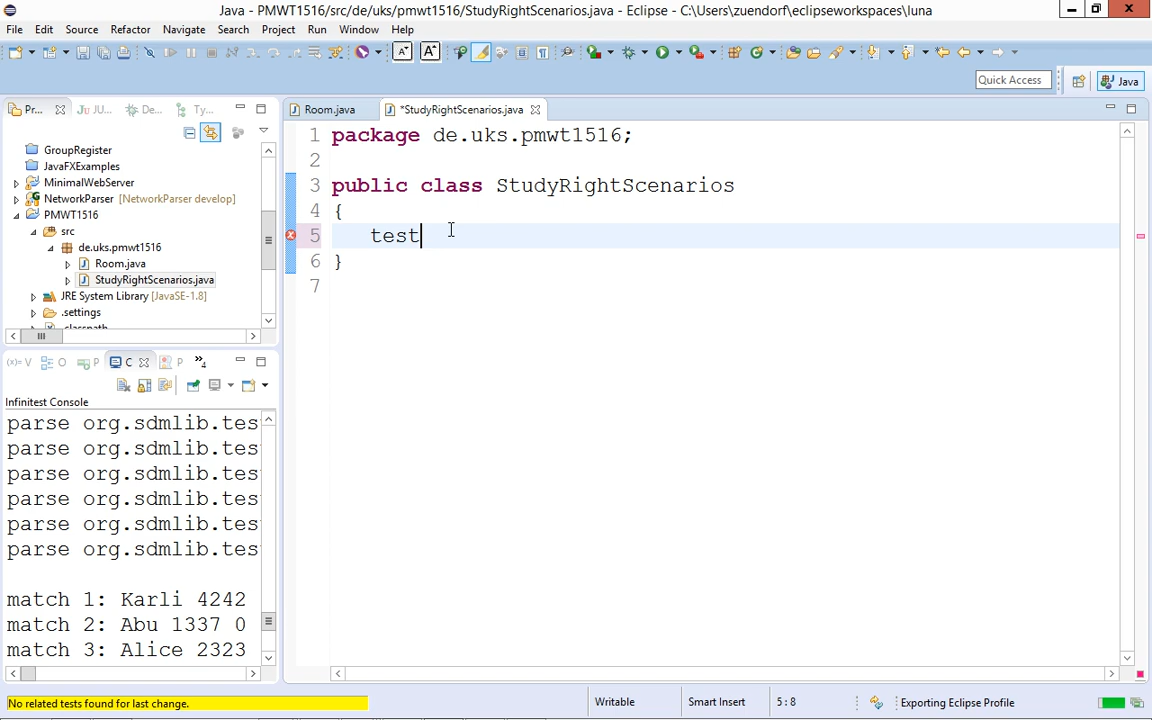 Java - PMWT1516/src/de/uks/pmwt1516/StudyRightScenarios.java - Eclipse - C:\Users\zuendorf\eclipseworkspaces\luna
File Edit Source Refactor Navigate Search Project Run Window Help
Quick Access
Java
Pr...
JU...
De...
Ty...
GroupRegister
JavaFXExamples
MinimalWebServer
NetworkParser [NetworkParser develop]
PMWT1516
src
de.uks.pmwt1516
Room.java
StudyRightScenarios.java
JRE System Library [JavaSE-1.8]
.settings
.classpath
Room.java
*StudyRightScenarios.java
1 package de.uks.pmwt1516;
2
3 public class StudyRightScenarios
4 {
5 test
6 }
7
(x)= V
O
P
C
P
»4
Infinitest Console
parse org.sdmlib.tes
parse org.sdmlib.tes
parse org.sdmlib.tes
parse org.sdmlib.tes
parse org.sdmlib.tes
parse org.sdmlib.tes
match 1: Karli 4242
match 2: Abu 1337 0
match 3: Alice 2323
No related tests found for last change.
Writable
Smart Insert
5 : 8
Exporting Eclipse Profile